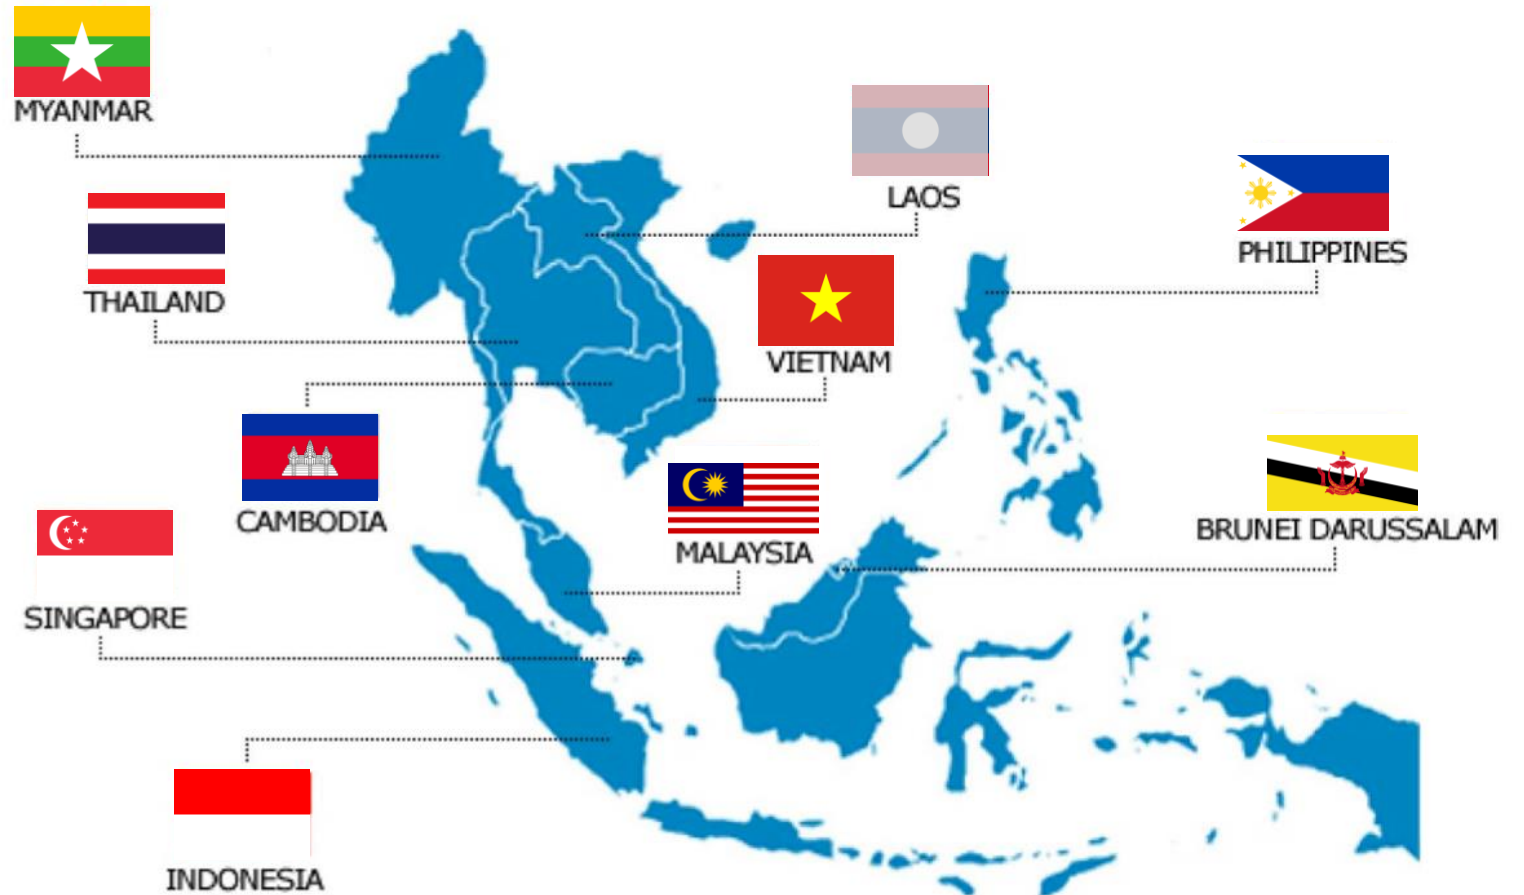 MYANMAR
LAOS
PHILIPPINES
THAILAND
VIETNAM
CAMBODIA
BRUNEI DARUSSALAM
MALAYSIA
SINGAPORE
INDONESIA